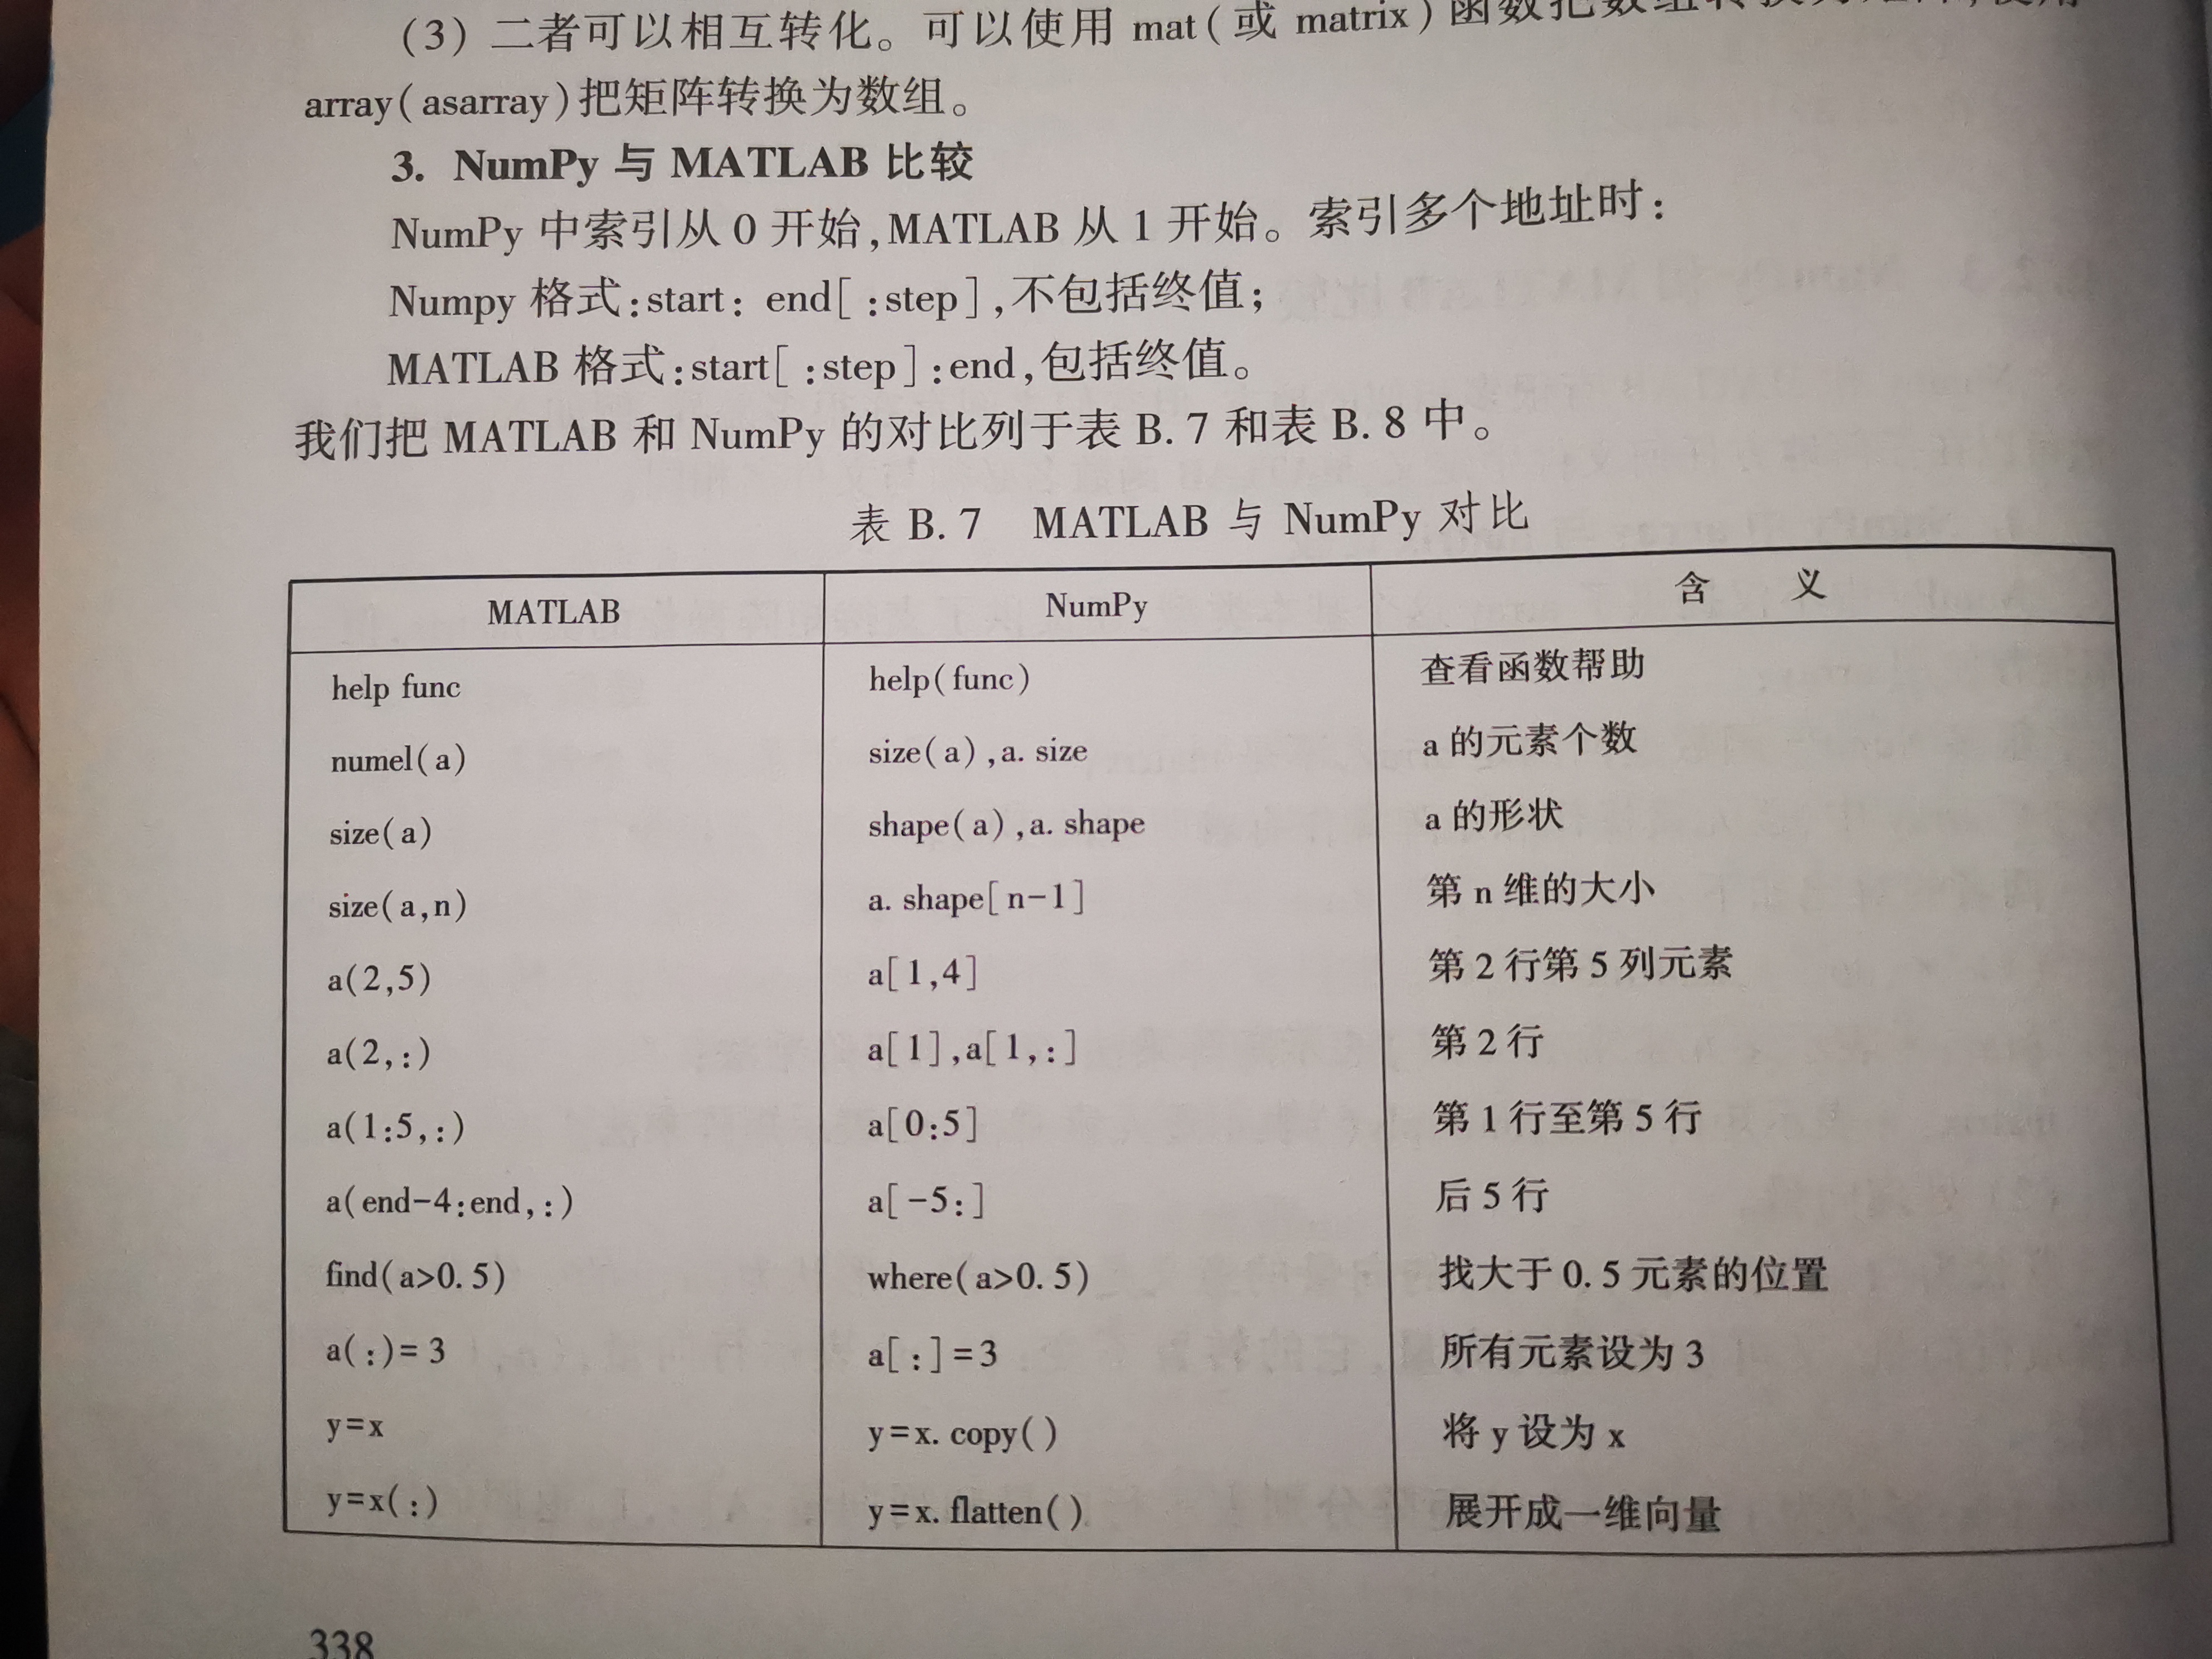 (3) 二者可以相互转化。可以使用 mat(或 matrix)函数把数组转换为矩阵,使用
array(asarray)把矩阵转换为数组。
3. NumPy 与 MATLAB 比较
NumPy 中索引从 0 开始,MATLAB 从 1 开始。索引多个地址时:
Numpy 格式:start: end[ :step],不包括终值;
MATLAB 格式:start[ :step]:end,包括终值。
我们把 MATLAB 和 NumPy 的对比列于表 B. 7 和表 B. 8 中。
表 B. 7 MATLAB 与 NumPy 对比
MATLAB NumPy 含 义
help func help(func) 查看函数帮助
numel(a) size(a),a. size a 的元素个数
size(a) shape(a),a. shape a 的形状
size(a,n) a. shape[n-1] 第 n 维的大小
a(2,5) a[1,4] 第 2 行第 5 列元素
a(2,:) a[1],a[1,:] 第 2 行
a(1:5,:) a[0:5] 第 1 行至第 5 行
a(end-4:end,:) a[-5:] 后 5 行
find(a>0. 5) where(a>0. 5) 找大于 0. 5 元素的位置
a(:)= 3 a[:]=3 所有元素设为 3
y=x y=x. copy() 将 y 设为 x
y=x(:) y=x. flatten() 展开成一维向量
338